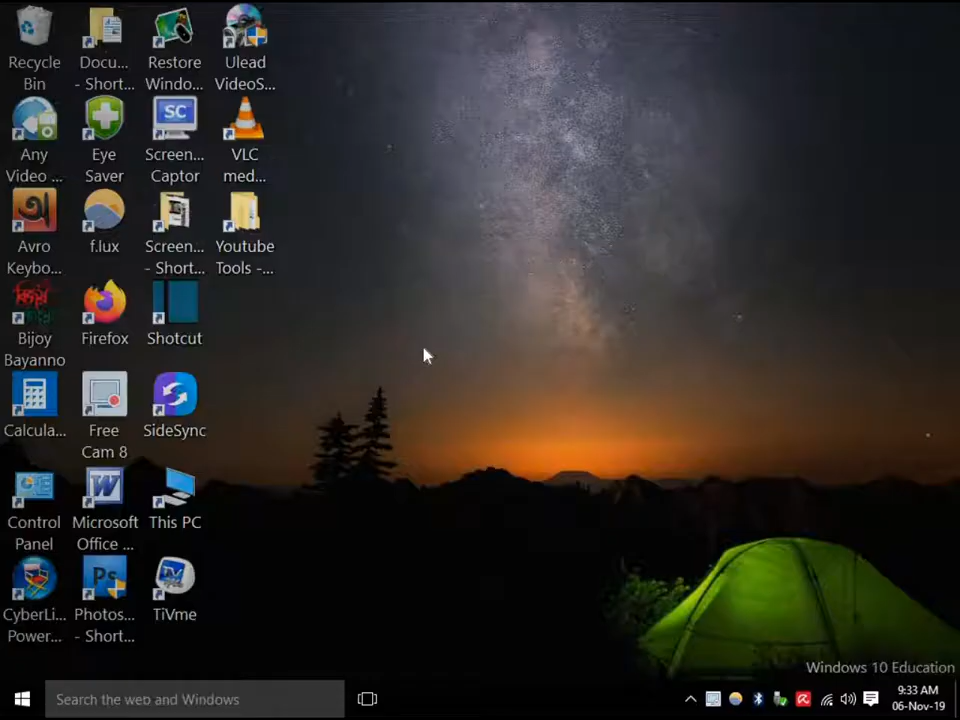 Recycle
Bin
Docu...
- Short...
Restore
Windo...
Ulead
VideoS...
Any
Video ...
Eye
Saver
SC
Screen...
Captor
VLC
med...
অ
Avro
Keybo...
f.lux
Screen...
- Short...
Youtube
Tools -...
Bijoy
Bayanno
Firefox
Shotcut
Calcula...
Free
Cam 8
SideSync
Control
Panel
W
Microsoft
Office ...
This PC
CyberLi...
Power...
Ps
Photos...
- Short...
TV
TiVme
Windows 10 Education
Search the web and Windows
9:33 AM
06-Nov-19